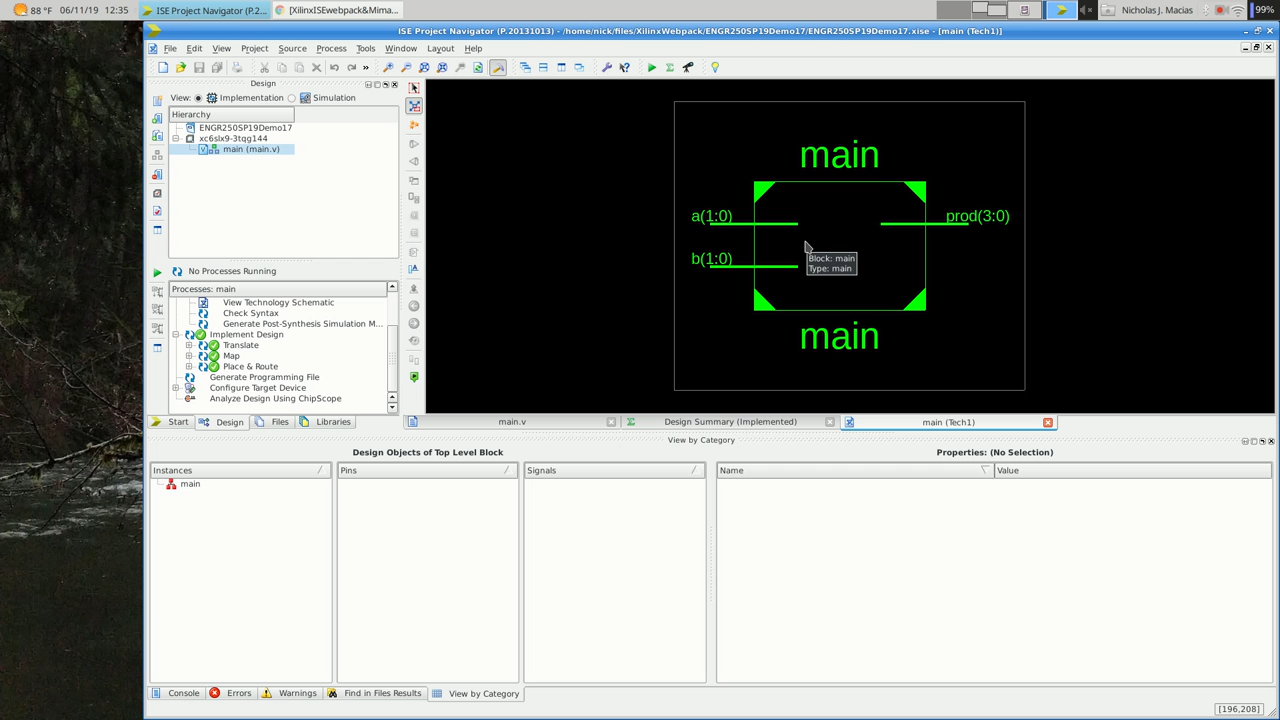 88 °F 06/11/19 12:35 ISE Project Navigator (P.2... [XilinxISEwebpack&Mima... Nicholas J. Macias 99%
ISE Project Navigator (P.20131013) - /home/nick/files/XilinxWebpack/ENGR250SP19Demo17/ENGR250SP19Demo17.xise - [main (Tech1)]
File Edit View Project Source Process Tools Window Layout Help
Design
View: Implementation Simulation
Hierarchy
ENGR250SP19Demo17
xc6slx9-3tqg144
main (main.v)
No Processes Running
Processes: main
View Technology Schematic
Check Syntax
Generate Post-Synthesis Simulation M...
Implement Design
Translate
Map
Place & Route
Generate Programming File
Configure Target Device
Analyze Design Using ChipScope
Start Design Files Libraries
main
a(1:0) prod(3:0)
b(1:0)
Block: main
Type: main
main
main.v Design Summary (Implemented) main (Tech1)
View by Category
Design Objects of Top Level Block Properties: (No Selection)
Instances Pins Signals Name Value
main
Console Errors Warnings Find in Files Results View by Category
[196,208]